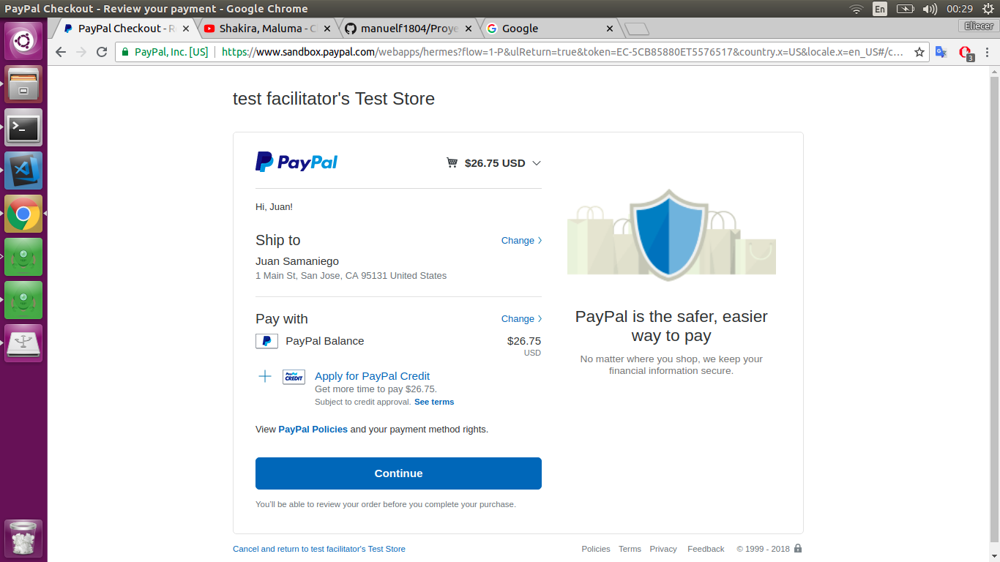 PayPal Checkout - Review your payment - Google Chrome
En
00:29
PayPal Checkout - R
Shakira, Maluma - C
manuelf1804/Proye
Google
Eliecer
PayPal, Inc. [US]
https://www.sandbox.paypal.com/webapps/hermes?flow=1-P&ulReturn=true&token=EC-5CB85880ET5576517&country.x=US&locale.x=en_US#/c...
3
test facilitator's Test Store
PayPal
$26.75 USD
Hi, Juan!
Ship to
Change
Juan Samaniego
1 Main St, San Jose, CA 95131 United States
Pay with
Change
PayPal Balance
$26.75
USD
PayPal CREDIT
Apply for PayPal Credit
Get more time to pay $26.75.
Subject to credit approval. See terms
View PayPal Policies and your payment method rights.
Continue
You'll be able to review your order before you complete your purchase.
PayPal is the safer, easier
way to pay
No matter where you shop, we keep your
financial information secure.
Cancel and return to test facilitator's Test Store
Policies Terms Privacy Feedback © 1999 - 2018